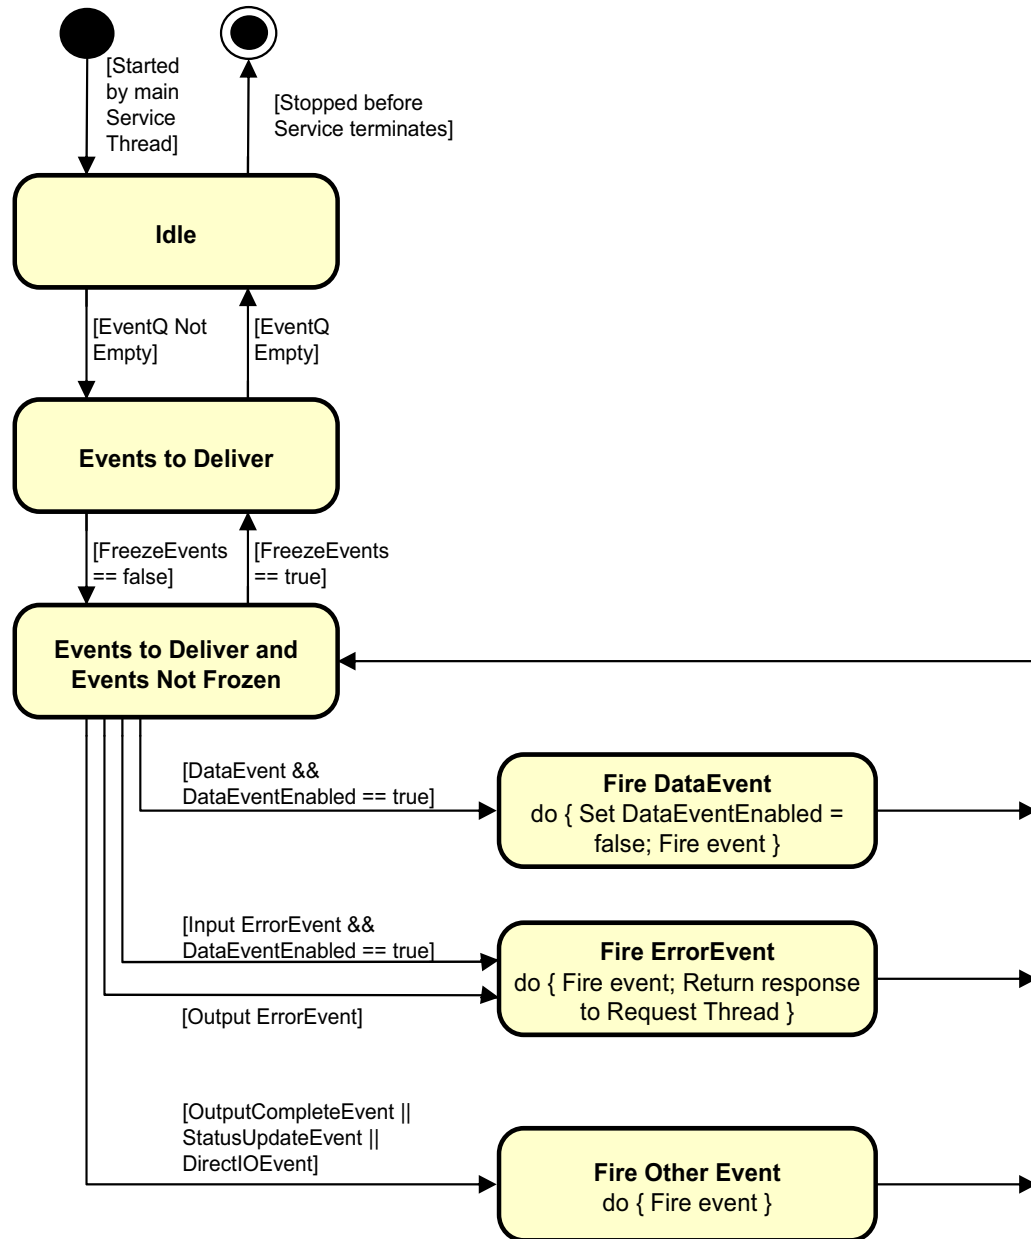 [Started
by main
Service
Thread]
[Stopped before
Service terminates]
Idle
[EventQ Not
Empty]
[EventQ
Empty]
Events to Deliver
[FreezeEvents
== false]
[FreezeEvents
== true]
Events to Deliver and
Events Not Frozen
[DataEvent &&
DataEventEnabled == true]
Fire DataEvent
do { Set DataEventEnabled =
false; Fire event }
[Input ErrorEvent &&
DataEventEnabled == true]
Fire ErrorEvent
do { Fire event; Return response
to Request Thread }
[Output ErrorEvent]
[OutputCompleteEvent ||
StatusUpdateEvent ||
DirectIOEvent]
Fire Other Event
do { Fire event }